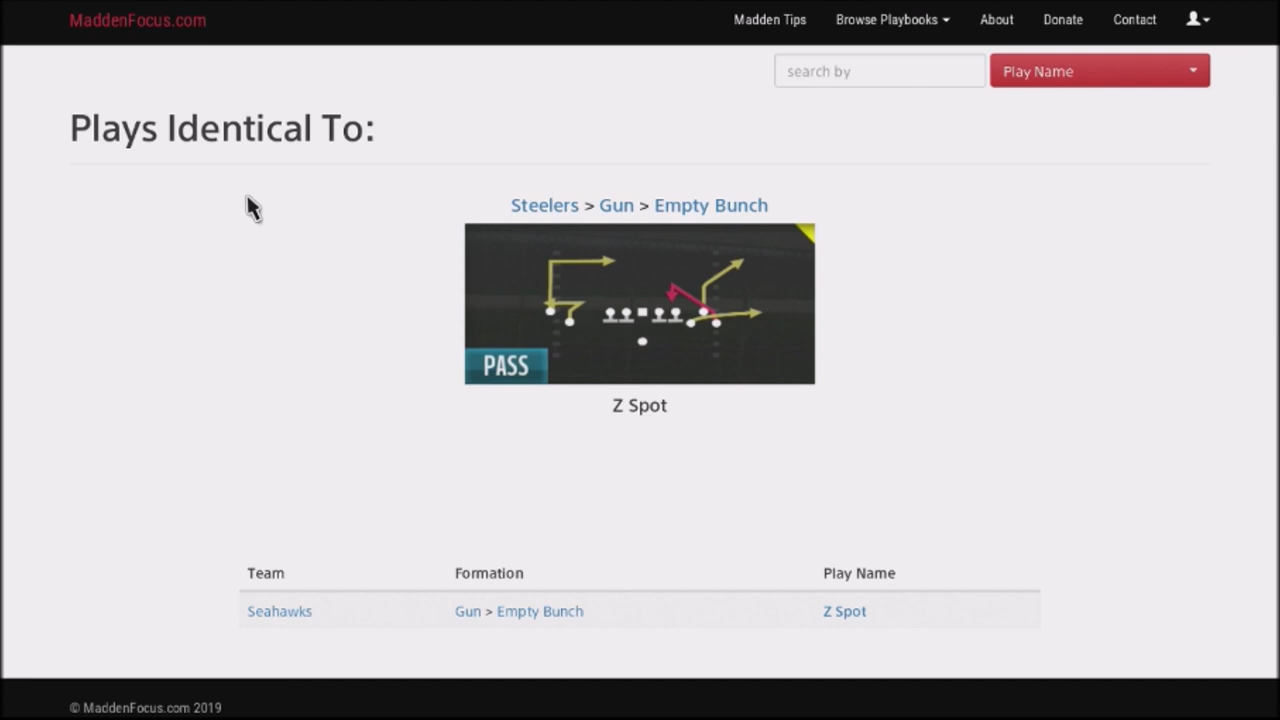 MaddenFocus.com Madden Tips Browse Playbooks About Donate Contact
search by Play Name
Plays Identical To:
Steelers > Gun > Empty Bunch
PASS
Z Spot
Team Formation Play Name
Seahawks Gun > Empty Bunch Z Spot
© MaddenFocus.com 2019